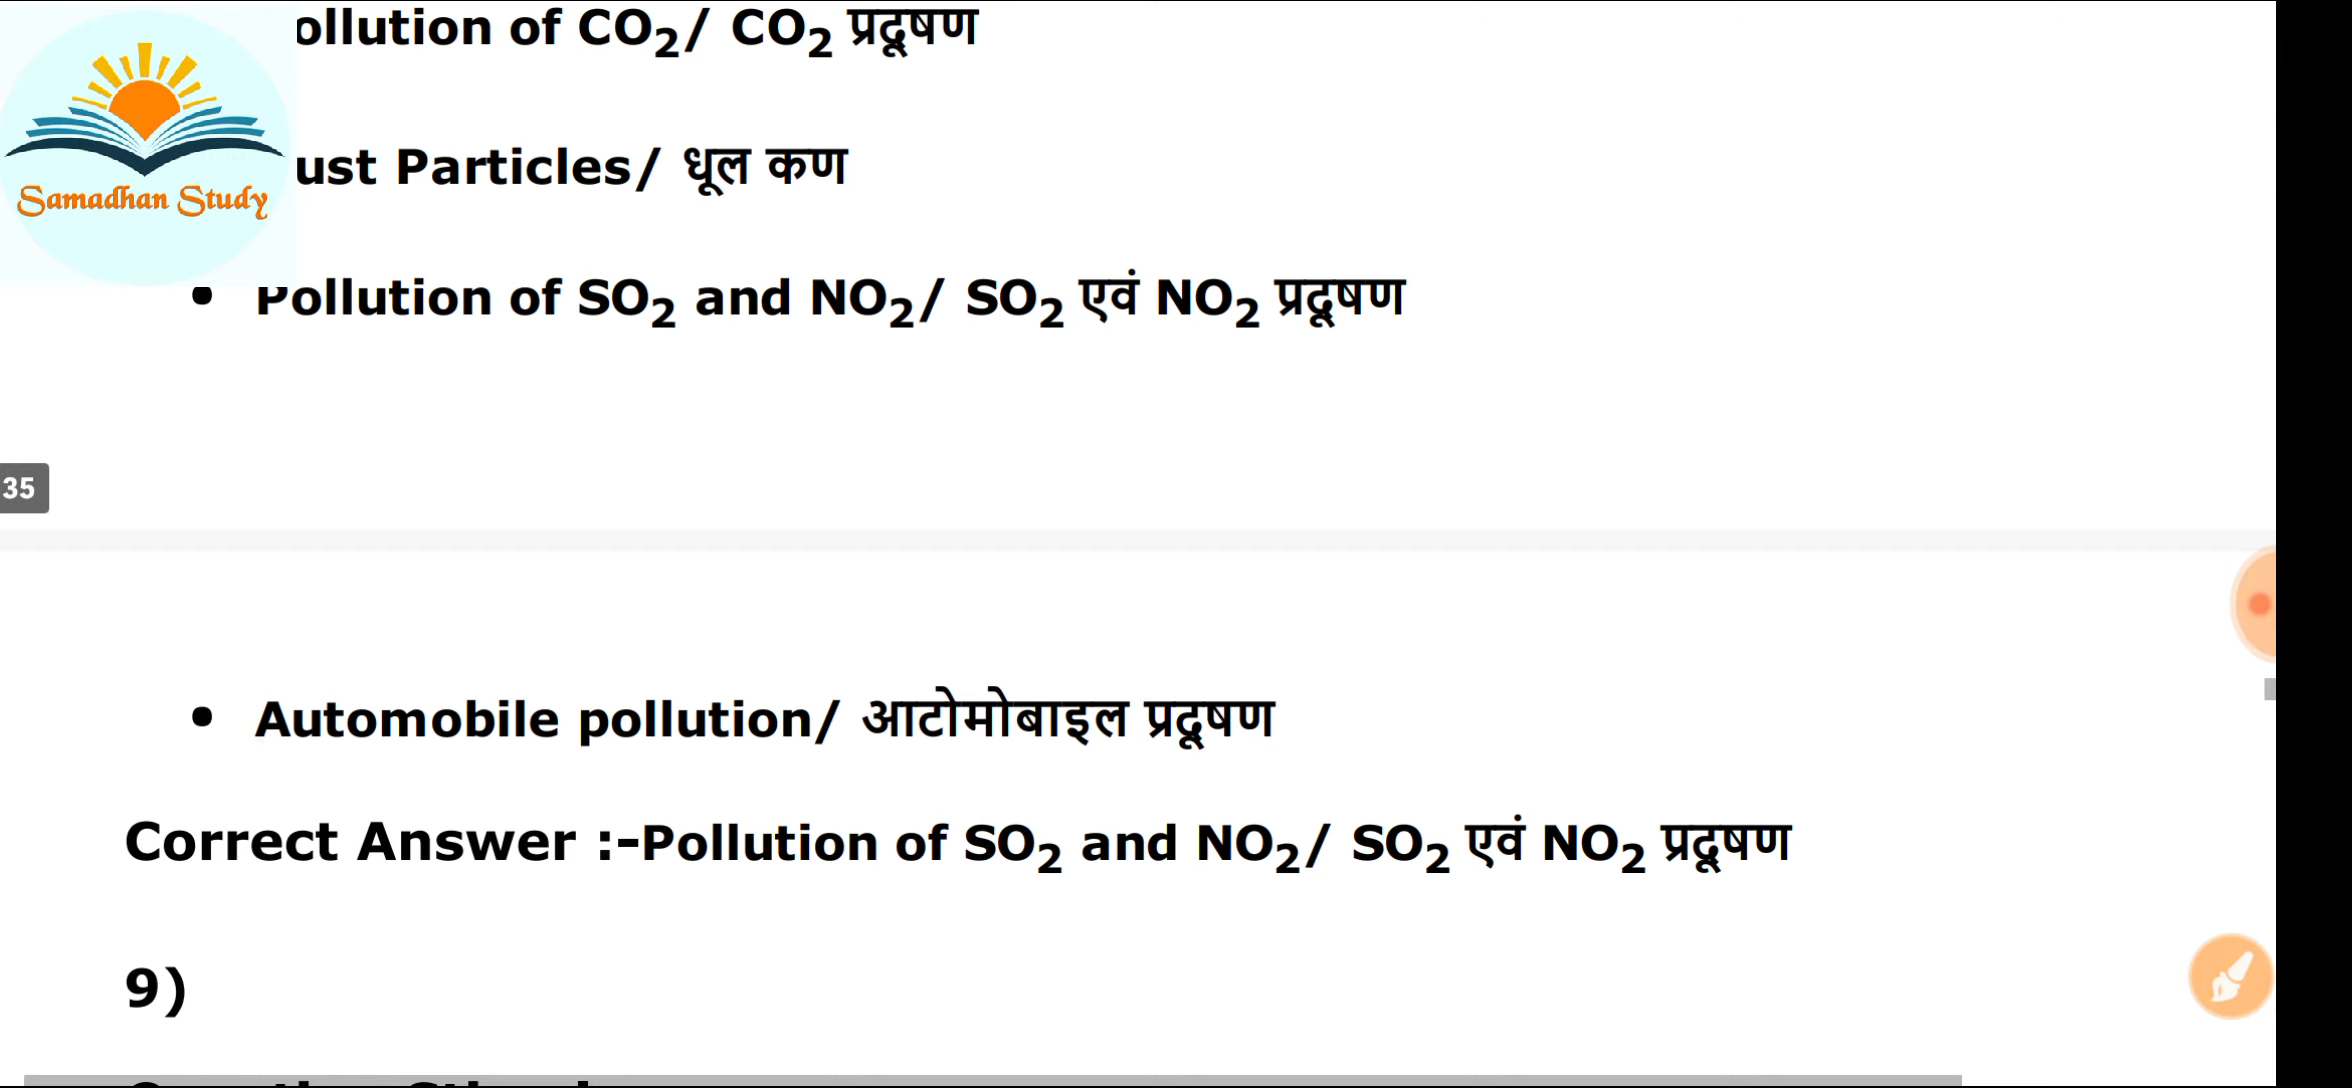 ollution of CO₂/ CO₂ प्रदूषण
Samadhan Study
ust Particles/ धूल कण
• Pollution of SO₂ and NO₂/ SO₂ एवं NO₂ प्रदूषण
35
• Automobile pollution/ आटोमोबाइल प्रदूषण
Correct Answer :-Pollution of SO₂ and NO₂/ SO₂ एवं NO₂ प्रदूषण
9)